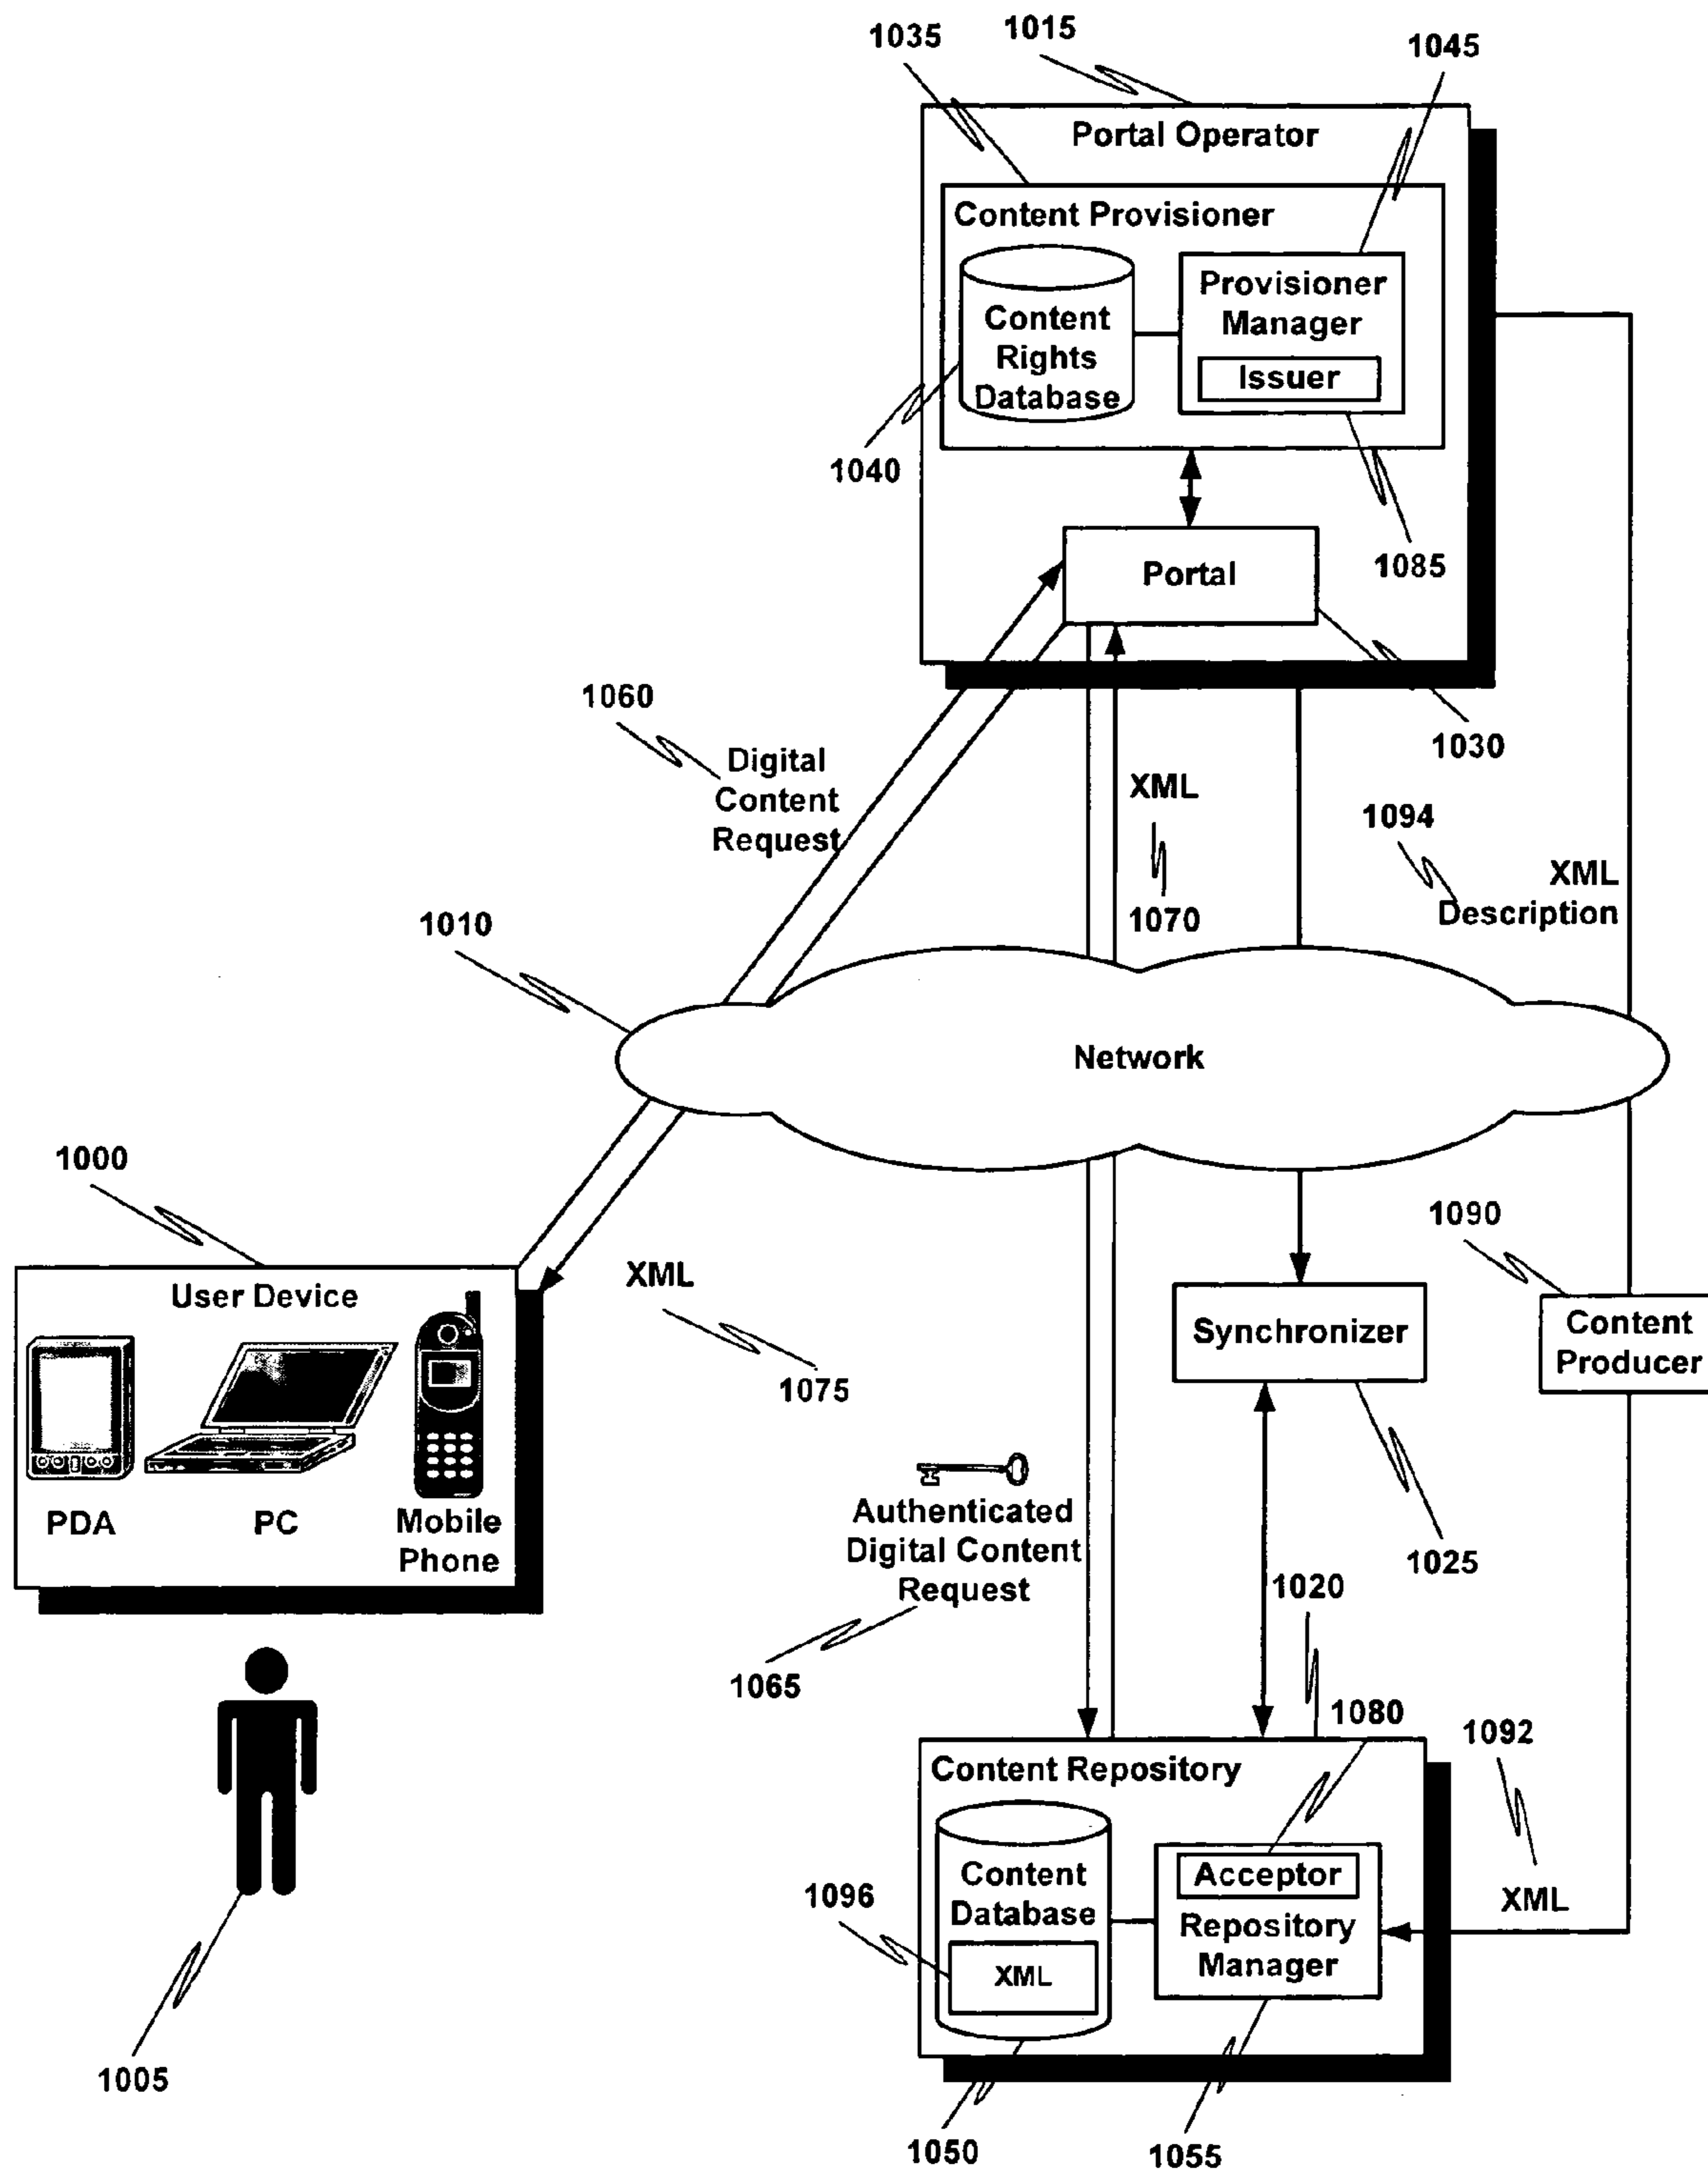 1015
1035
1045
Portal Operator
Content Provisioner
Provisioner
Manager
Issuer
Content
Rights
Database
1040
1085
Portal
1030
1060
Digital
Content
Request
XML
1070
1094
XML
Description
1010
Network
1000
User Device
PDA
PC
Mobile
Phone
XML
1075
1090
Content
Producer
Synchronizer
1025
Authenticated
Digital Content
Request
1065
1020
1080
1092
XML
Content Repository
Content
Database
XML
1096
Acceptor
Repository
Manager
1005
1050
1055